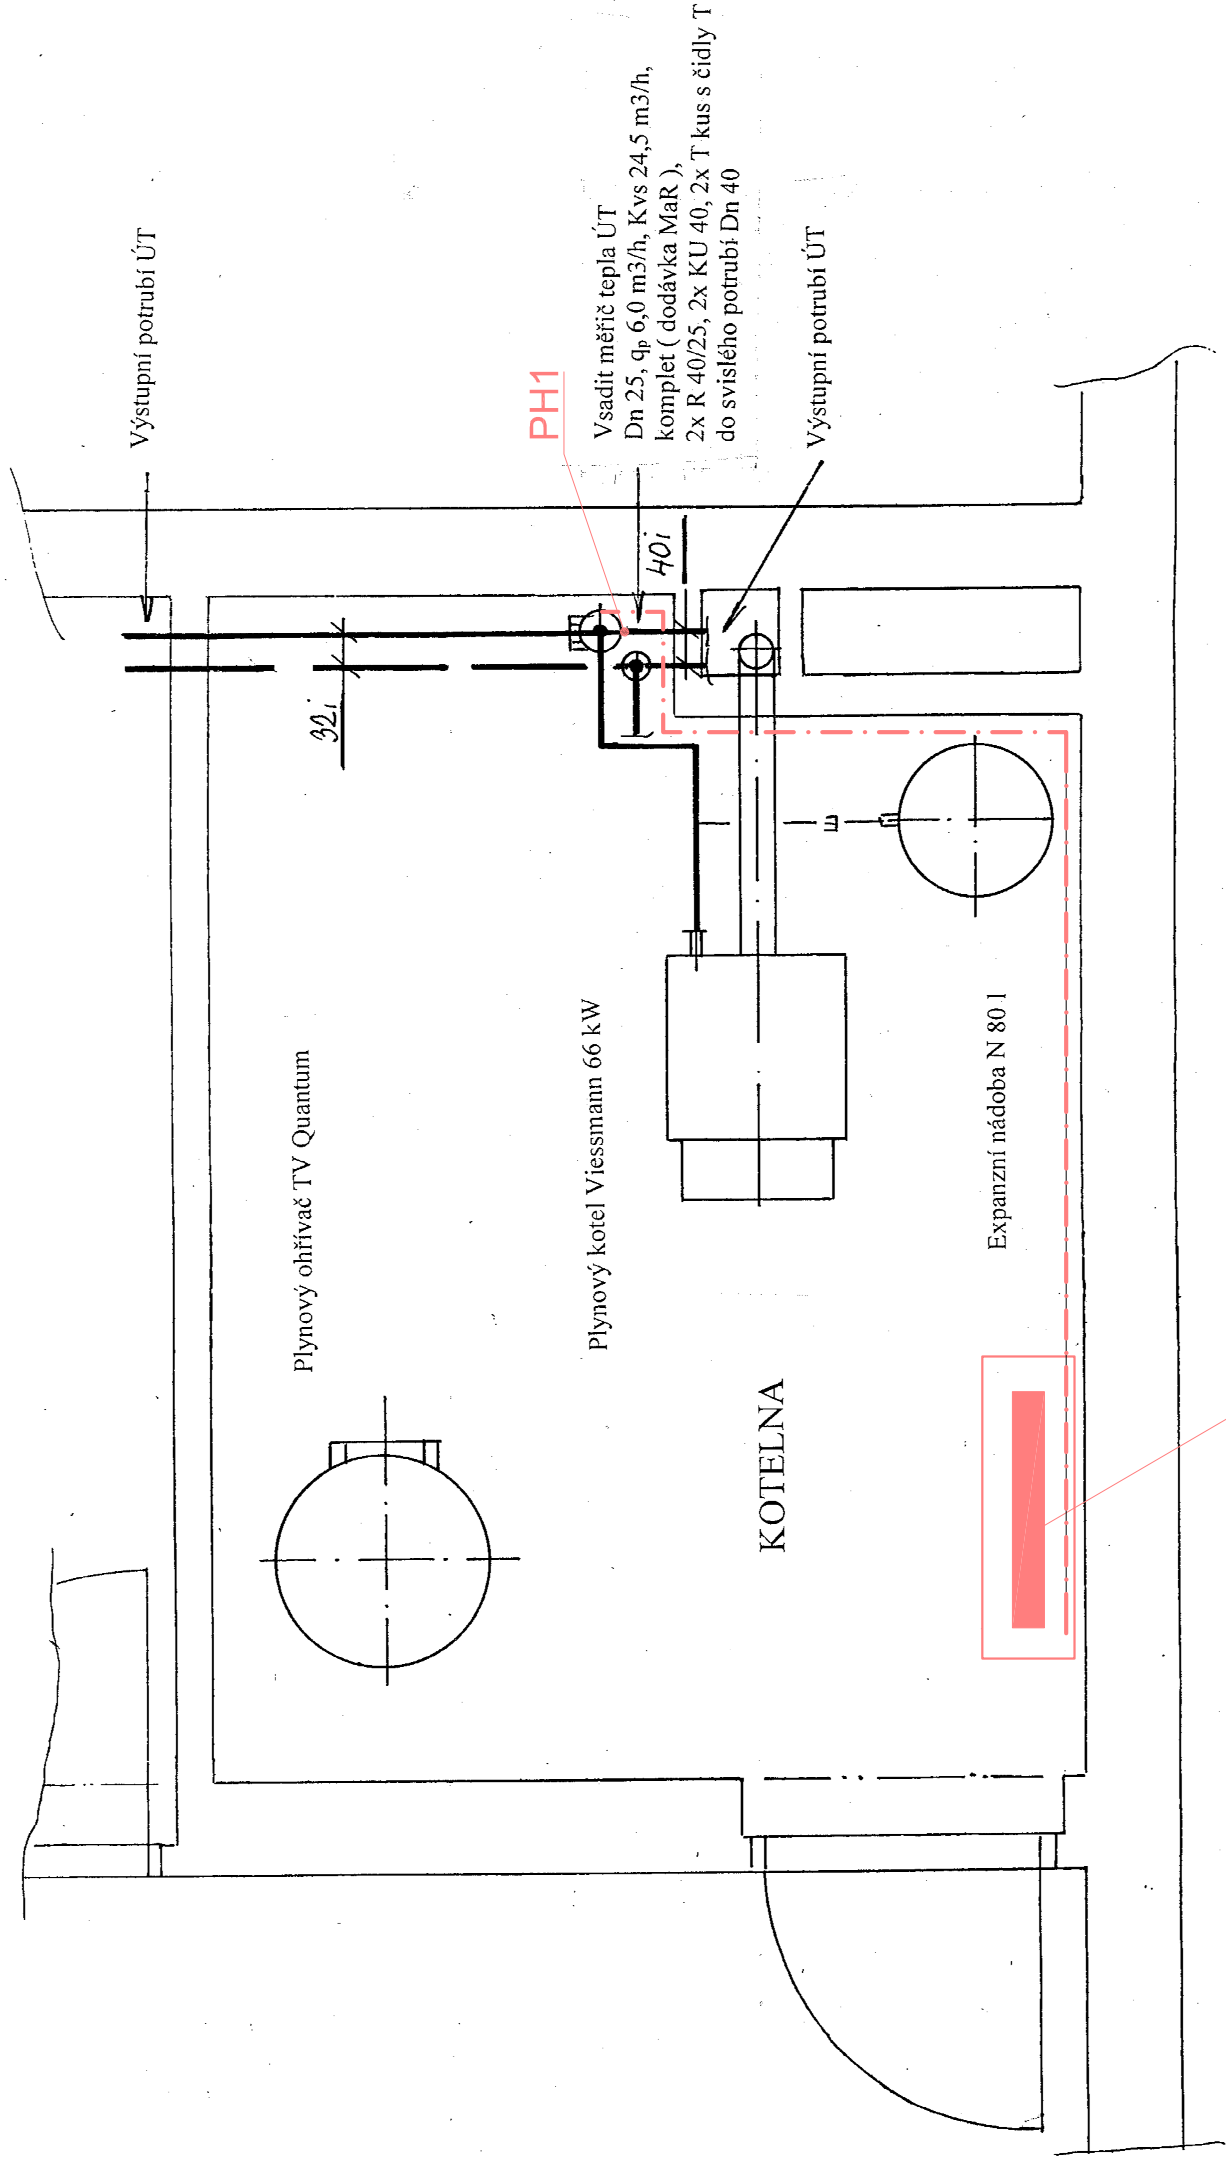 Výstupní potrubí ÚT
PH1
Vsadit měřič tepla ÚT
Dn 25, qp 6,0 m3/h, Kvs 24,5 m3/h,
komplet ( dodávka MaR ),
2x R 40/25, 2x KU 40, 2x T kus s čidly T
do svislého potrubí Dn 40
Výstupní potrubí ÚT
32i
40i
Plynový ohřívač TV Quantum
Plynový kotel Viessmann 66 kW
Expanzní nádoba N 80 l
KOTELNA